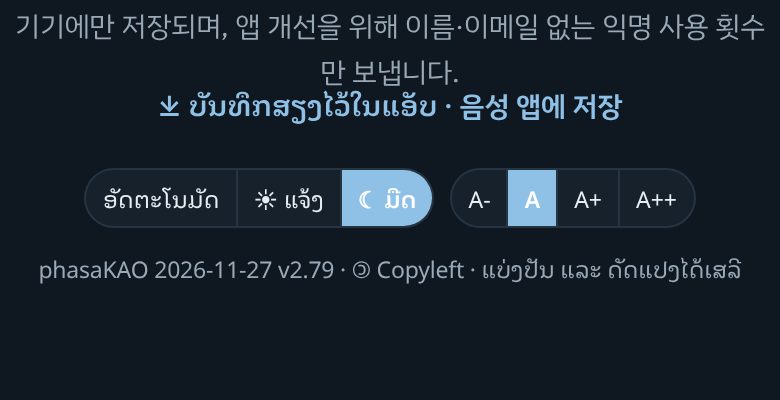 기기에만 저장되며, 앱 개선을 위해 이름·이메일 없는 익명 사용 횟수
만 보냅니다.
ບັນທຶກສຽງໄວ້ໃນແອັບ · 음성 앱에 저장
ອັດຕະໂນມັດ ☀ ແຈ້ງ ☾ ມືດ A- A A+ A++
phasaKAO 2026-11-27 v2.79 · 🄯 Copyleft · ແບ່ງປັນ ແລະ ດັດແປງໄດ້ເສລີ